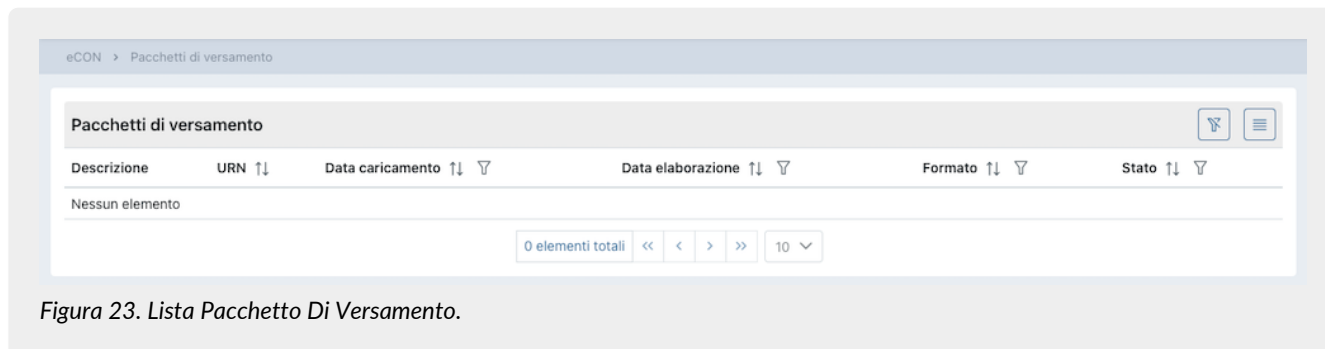 eCON > Pacchetti di versamento
Pacchetti di versamento
Descrizione URN Data caricamento Data elaborazione Formato Stato
Nessun elemento
0 elementi totali << < > >> 10
Figura 23. Lista Pacchetto Di Versamento.